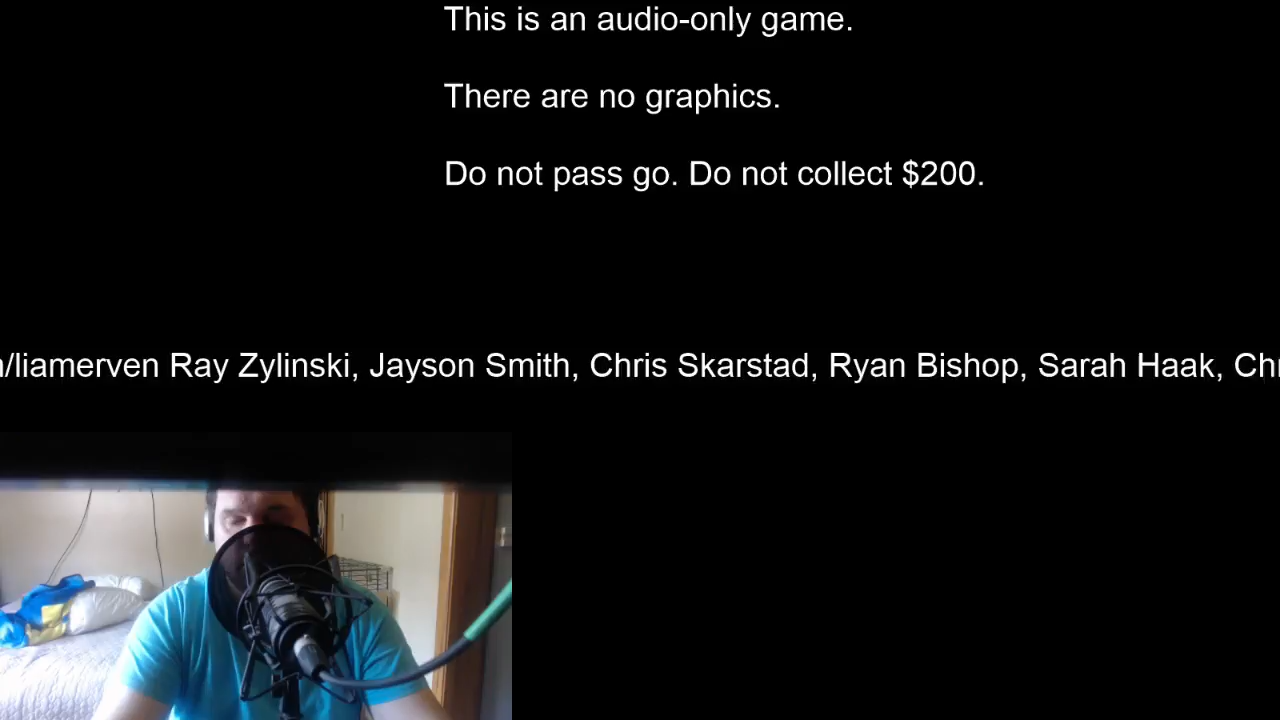 This is an audio-only game.
There are no graphics.
Do not pass go. Do not collect $200.
/liamerven Ray Zylinski, Jayson Smith, Chris Skarstad, Ryan Bishop, Sarah Haak,